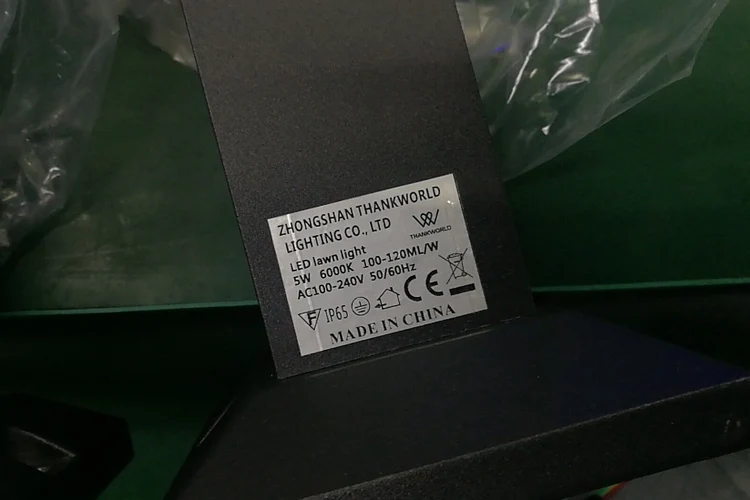 ZHONGSHAN THANKWORLD
LIGHTING CO., LTD
THANKWORLD
LED lawn light
5W 6000K 100-120ML/W
AC100-240V 50/60Hz
F IP65 CE
MADE IN CHINA